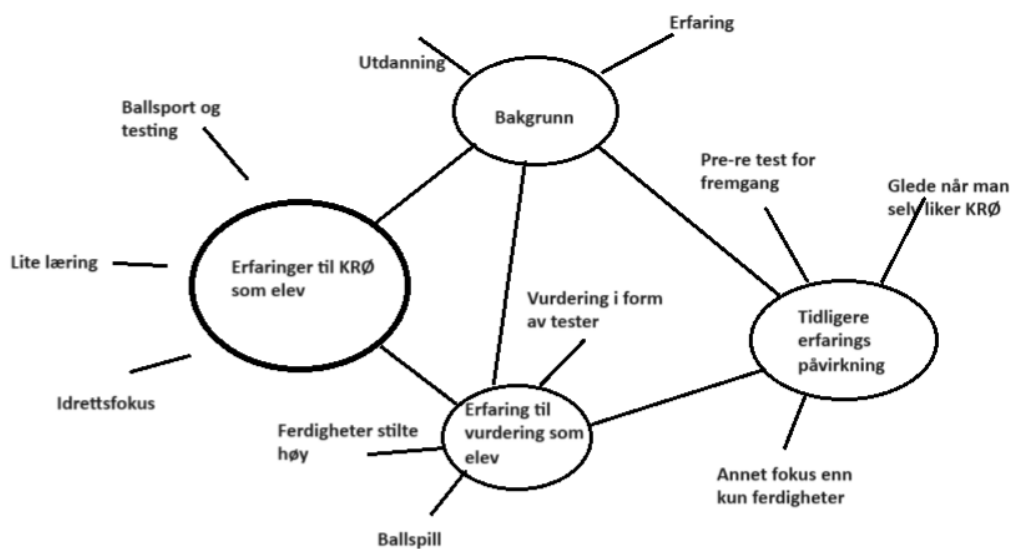 Erfaring
Utdanning
Bakgrunn
Ballsport og
testing
Pre-re test for
fremgang
Glede når man
selv liker KRØ
Lite læring
Erfaringer til KRØ
som elev
Vurdering i form
av tester
Tidligere
erfarings
påvirkning
Idrettsfokus
Erfaring til
vurdering som
elev
Ferdigheter stilte
høy
Annet fokus enn
kun ferdigheter
Ballspill